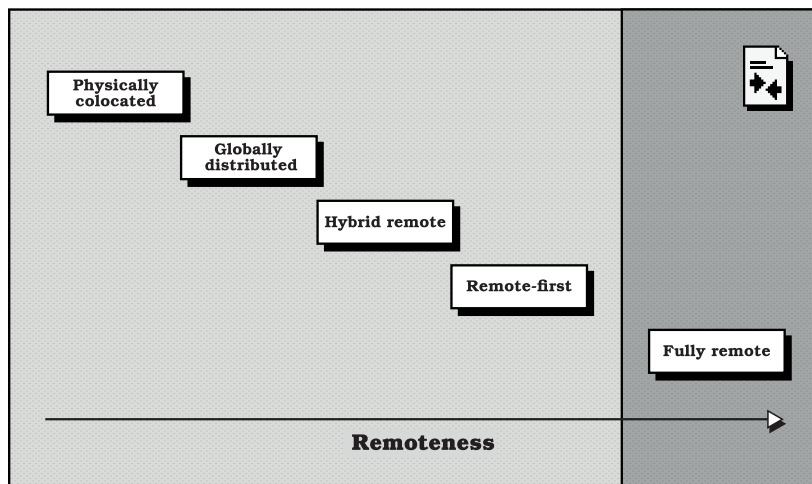 Physically
colocated
Globally
distributed
Hybrid remote
Remote-first
Fully remote
Remoteness